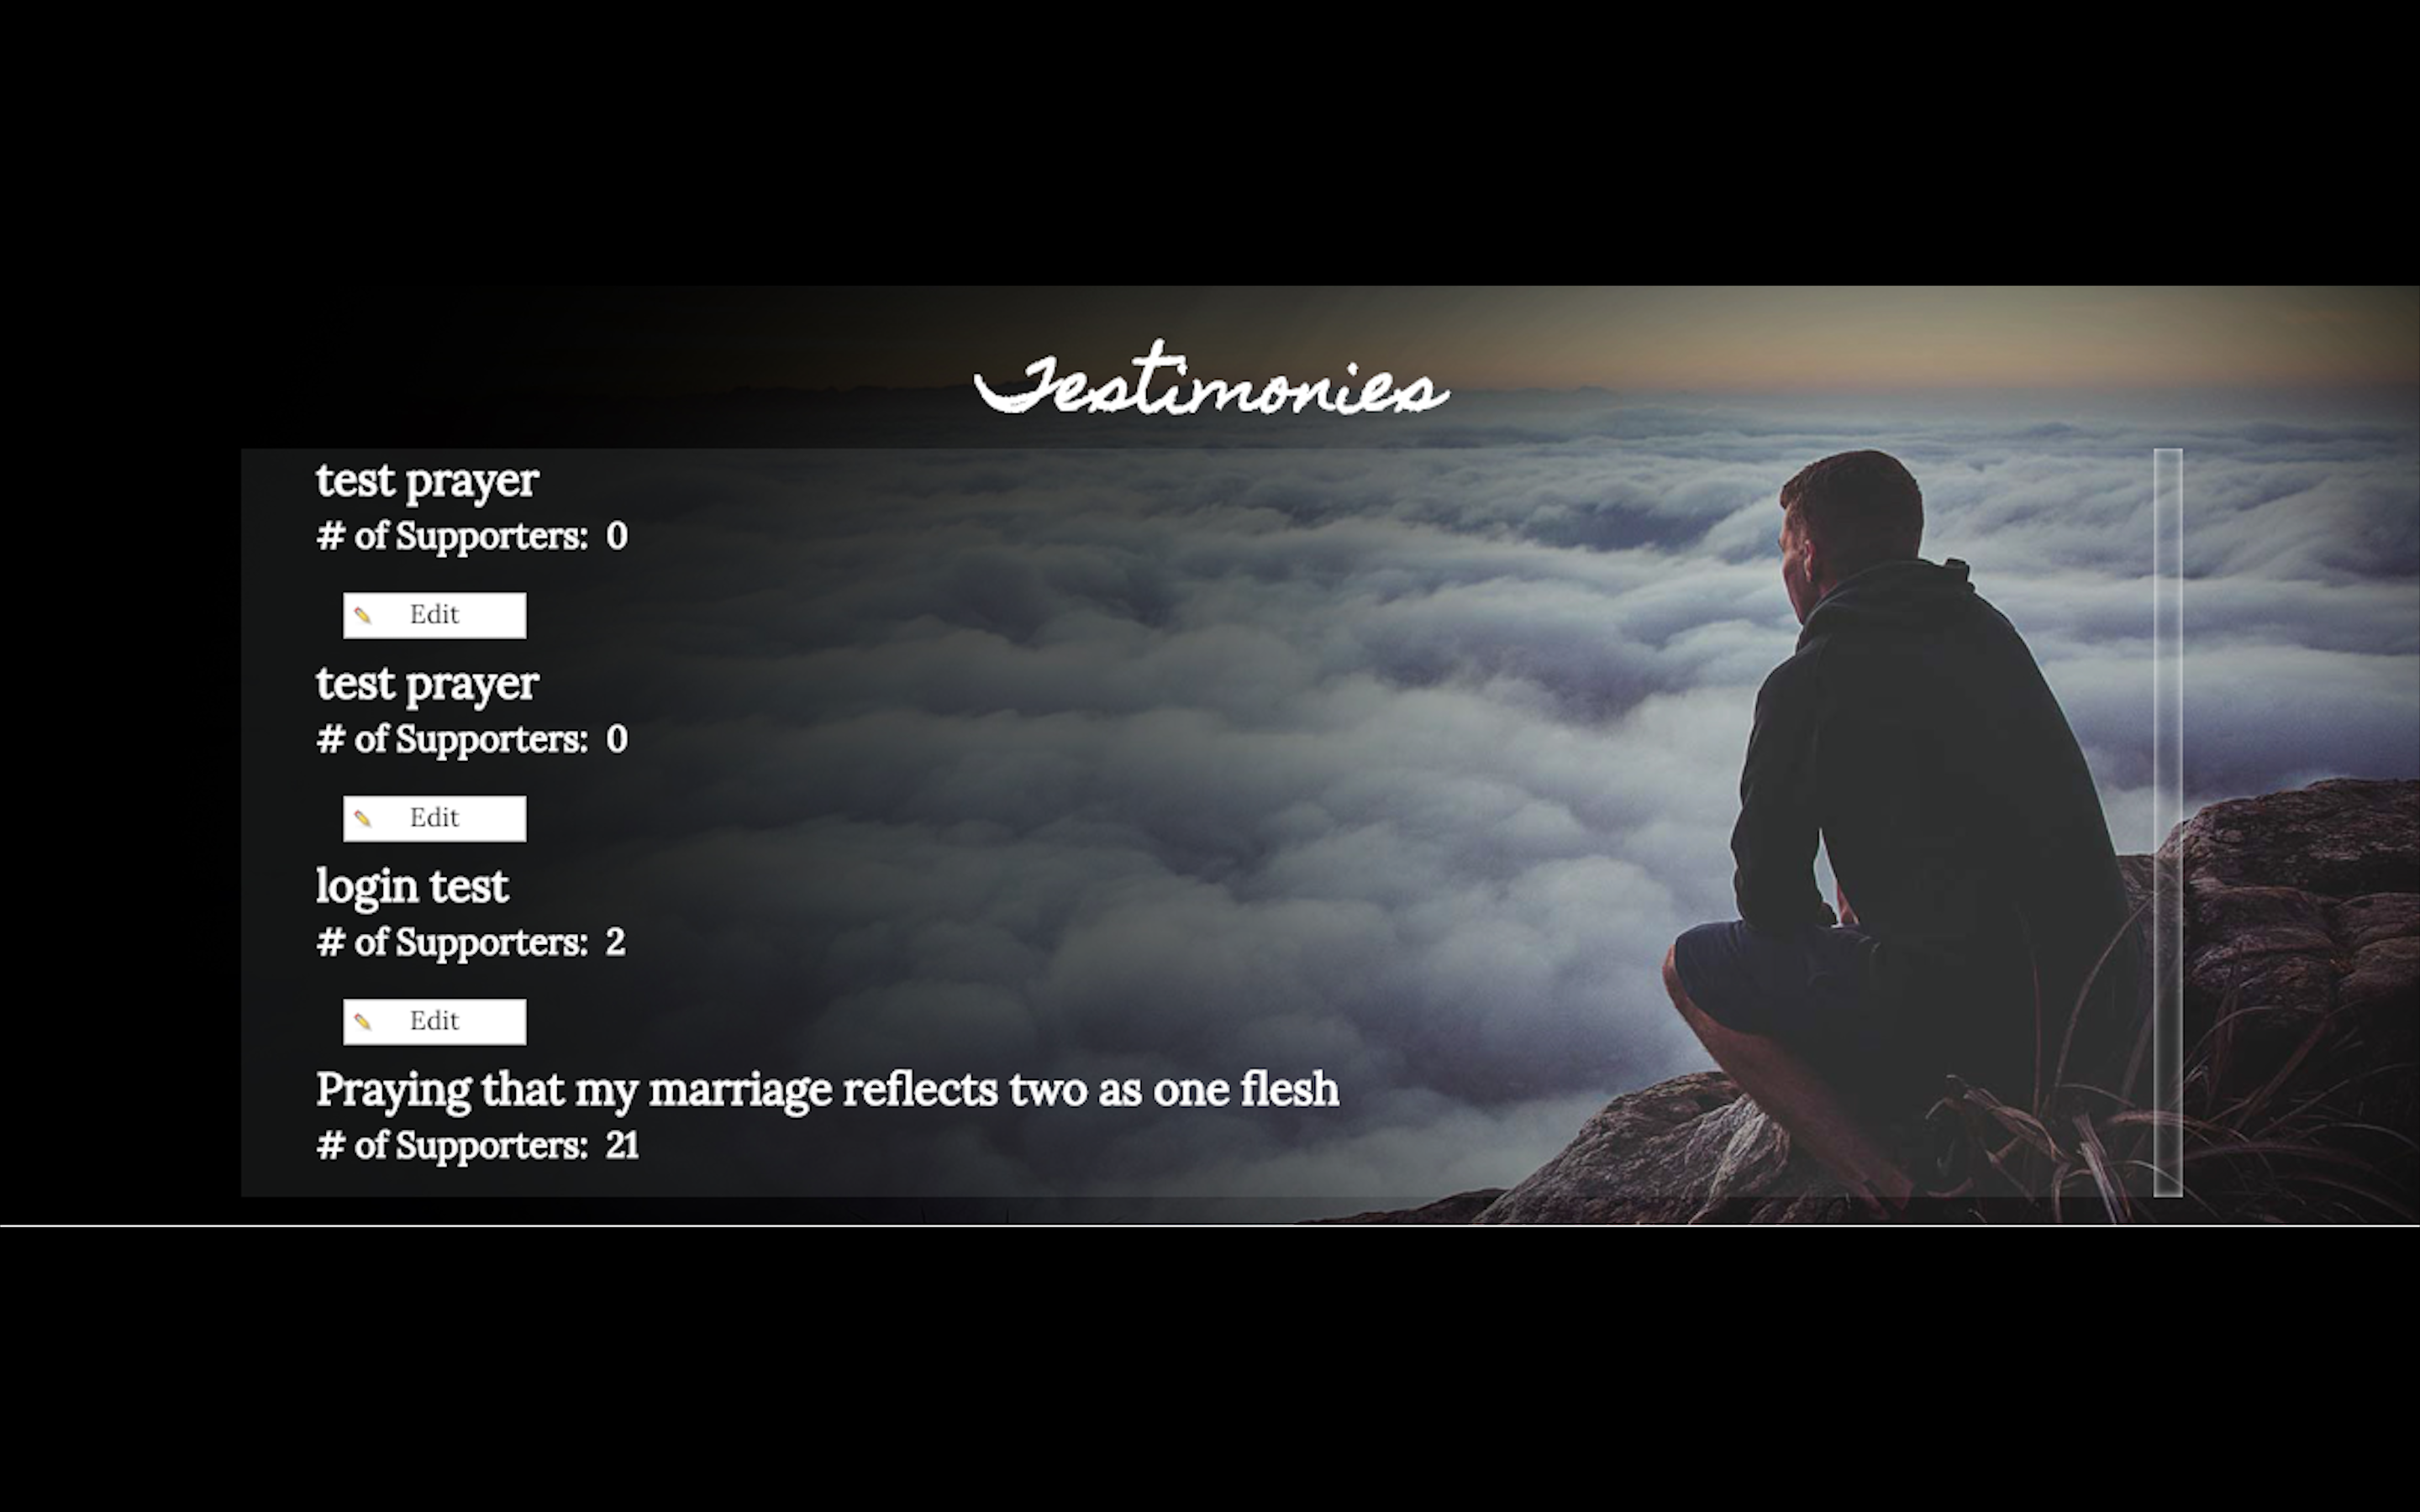 Testimonies
test prayer
# of Supporters: 0
Edit
test prayer
# of Supporters: 0
Edit
login test
# of Supporters: 2
Edit
Praying that my marriage reflects two as one flesh
# of Supporters: 21